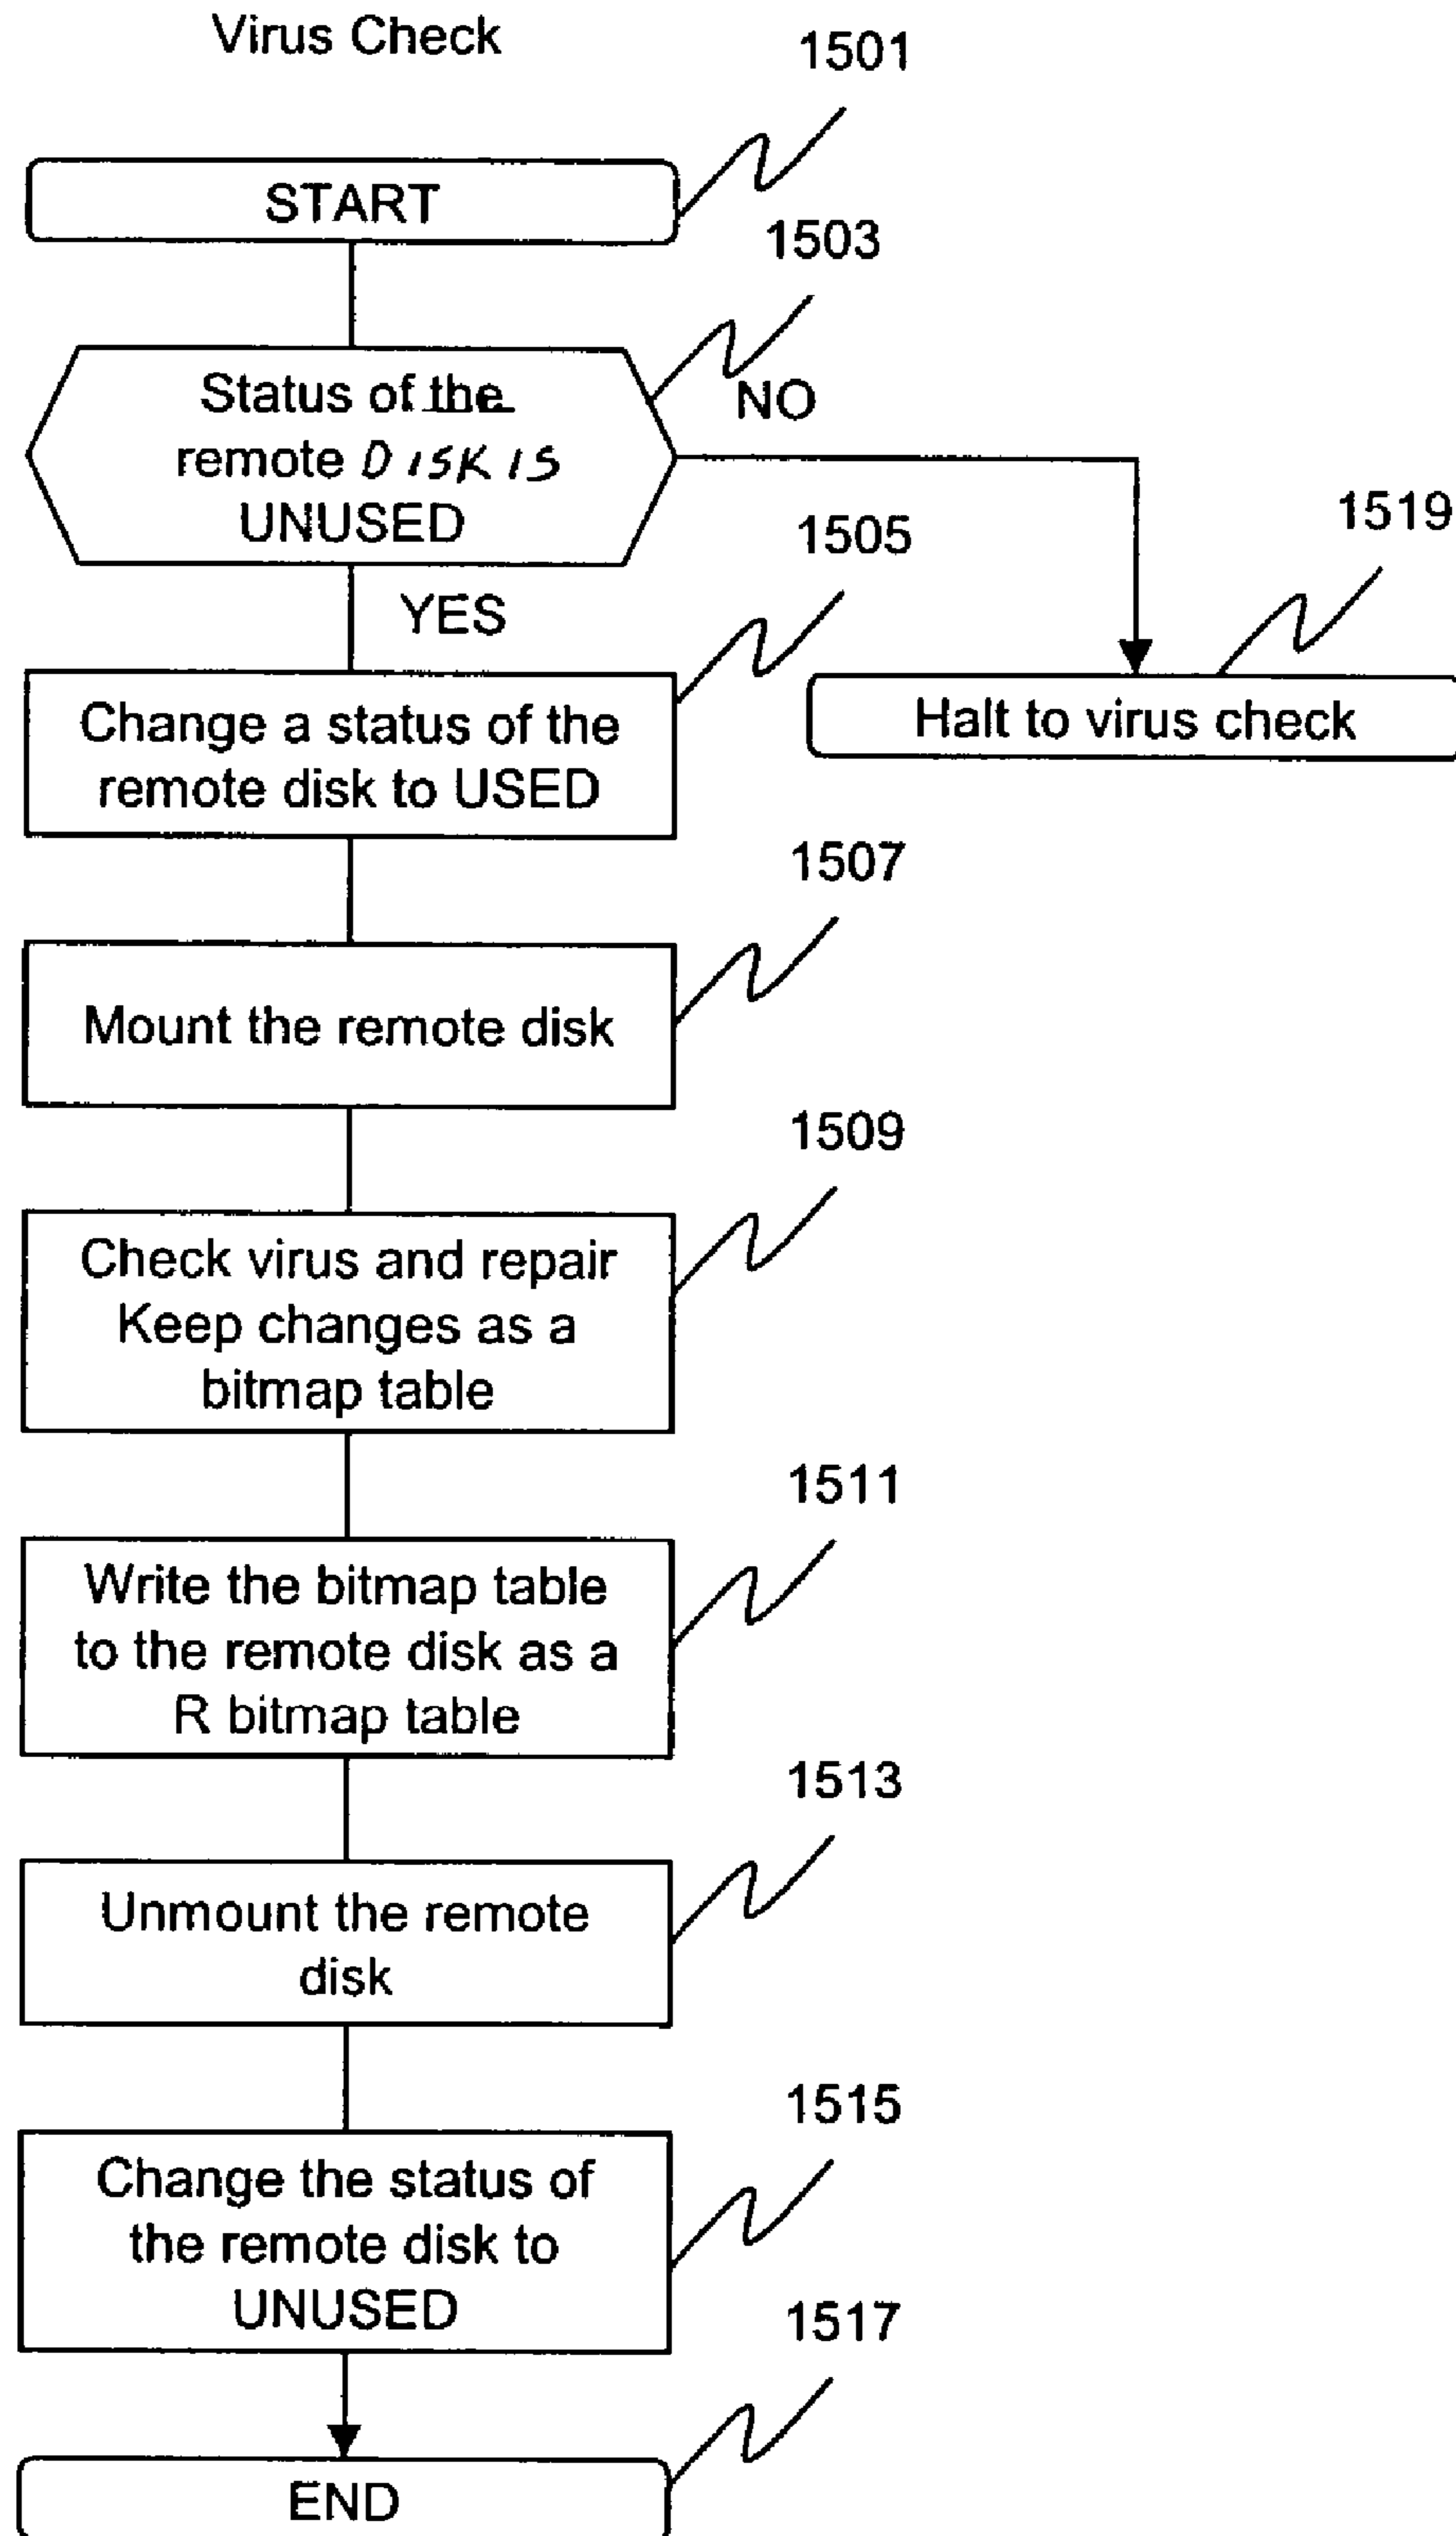 Virus Check
1501
START
1503
Status of the
remote DISK IS
UNUSED
NO
YES
1505
1519
Change a status of the
remote disk to USED
Halt to virus check
1507
Mount the remote disk
1509
Check virus and repair
Keep changes as a
bitmap table
1511
Write the bitmap table
to the remote disk as a
R bitmap table
1513
Unmount the remote
disk
1515
Change the status of
the remote disk to
UNUSED
1517
END